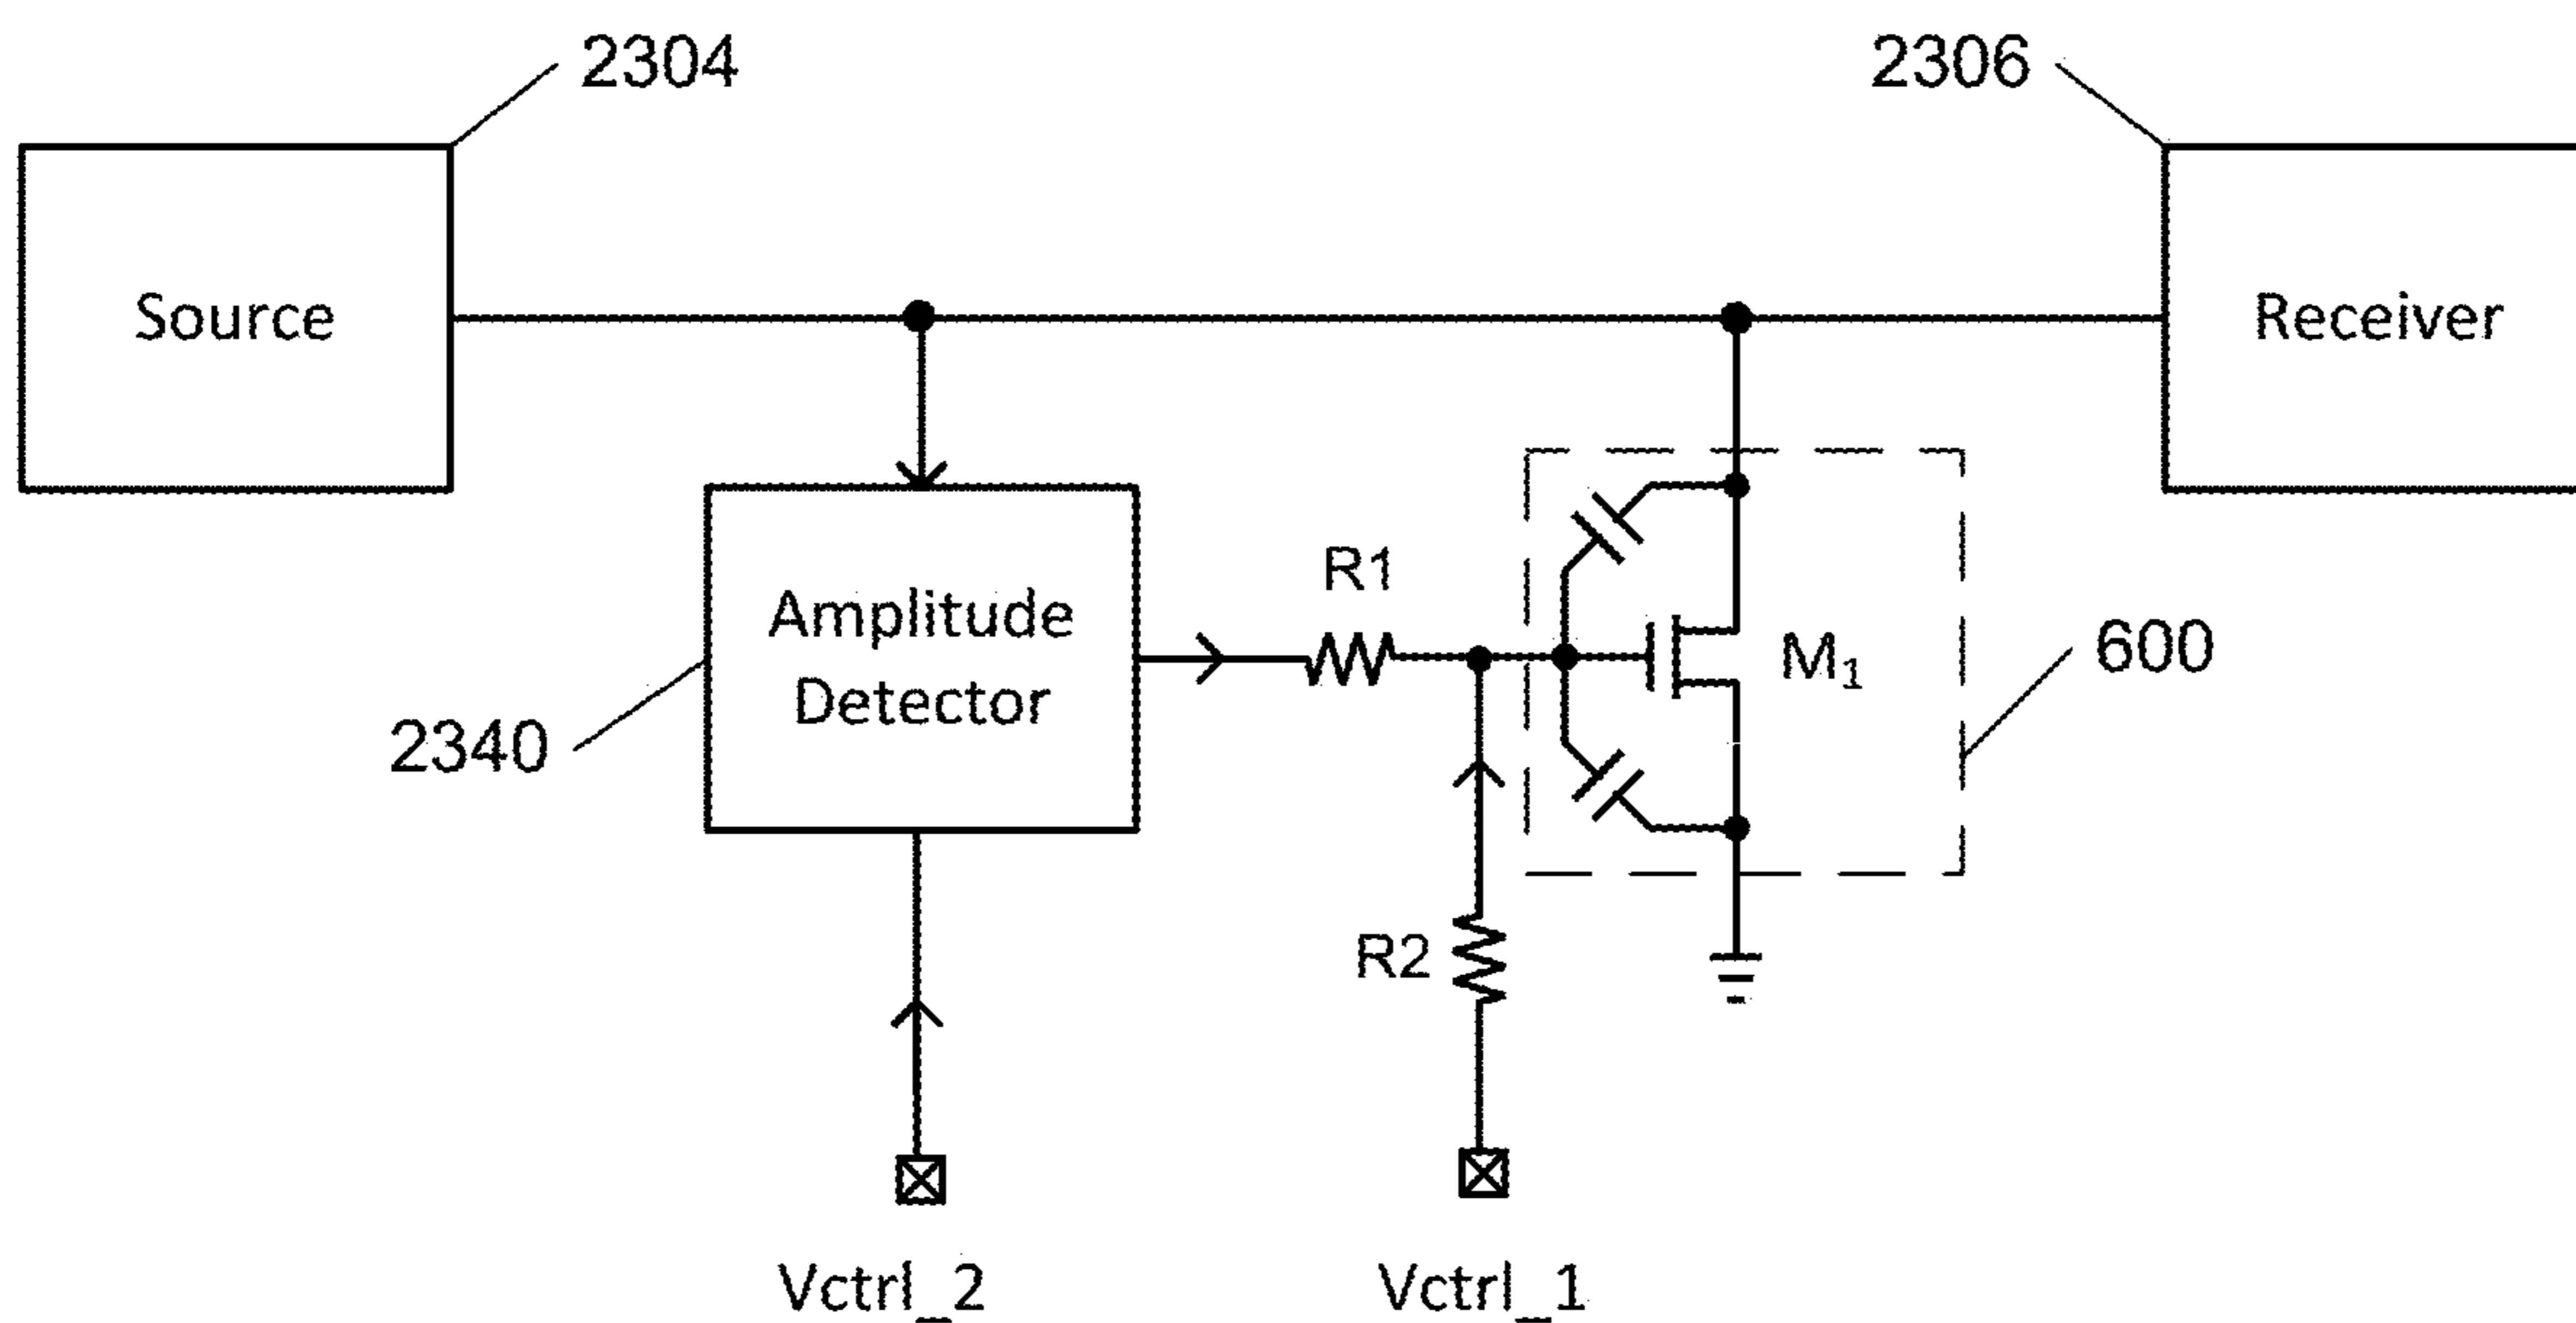 2304
2306
Source
Receiver
R1
Amplitude
Detector
M₁
600
2340
R2
Vctrl_2
Vctrl_1